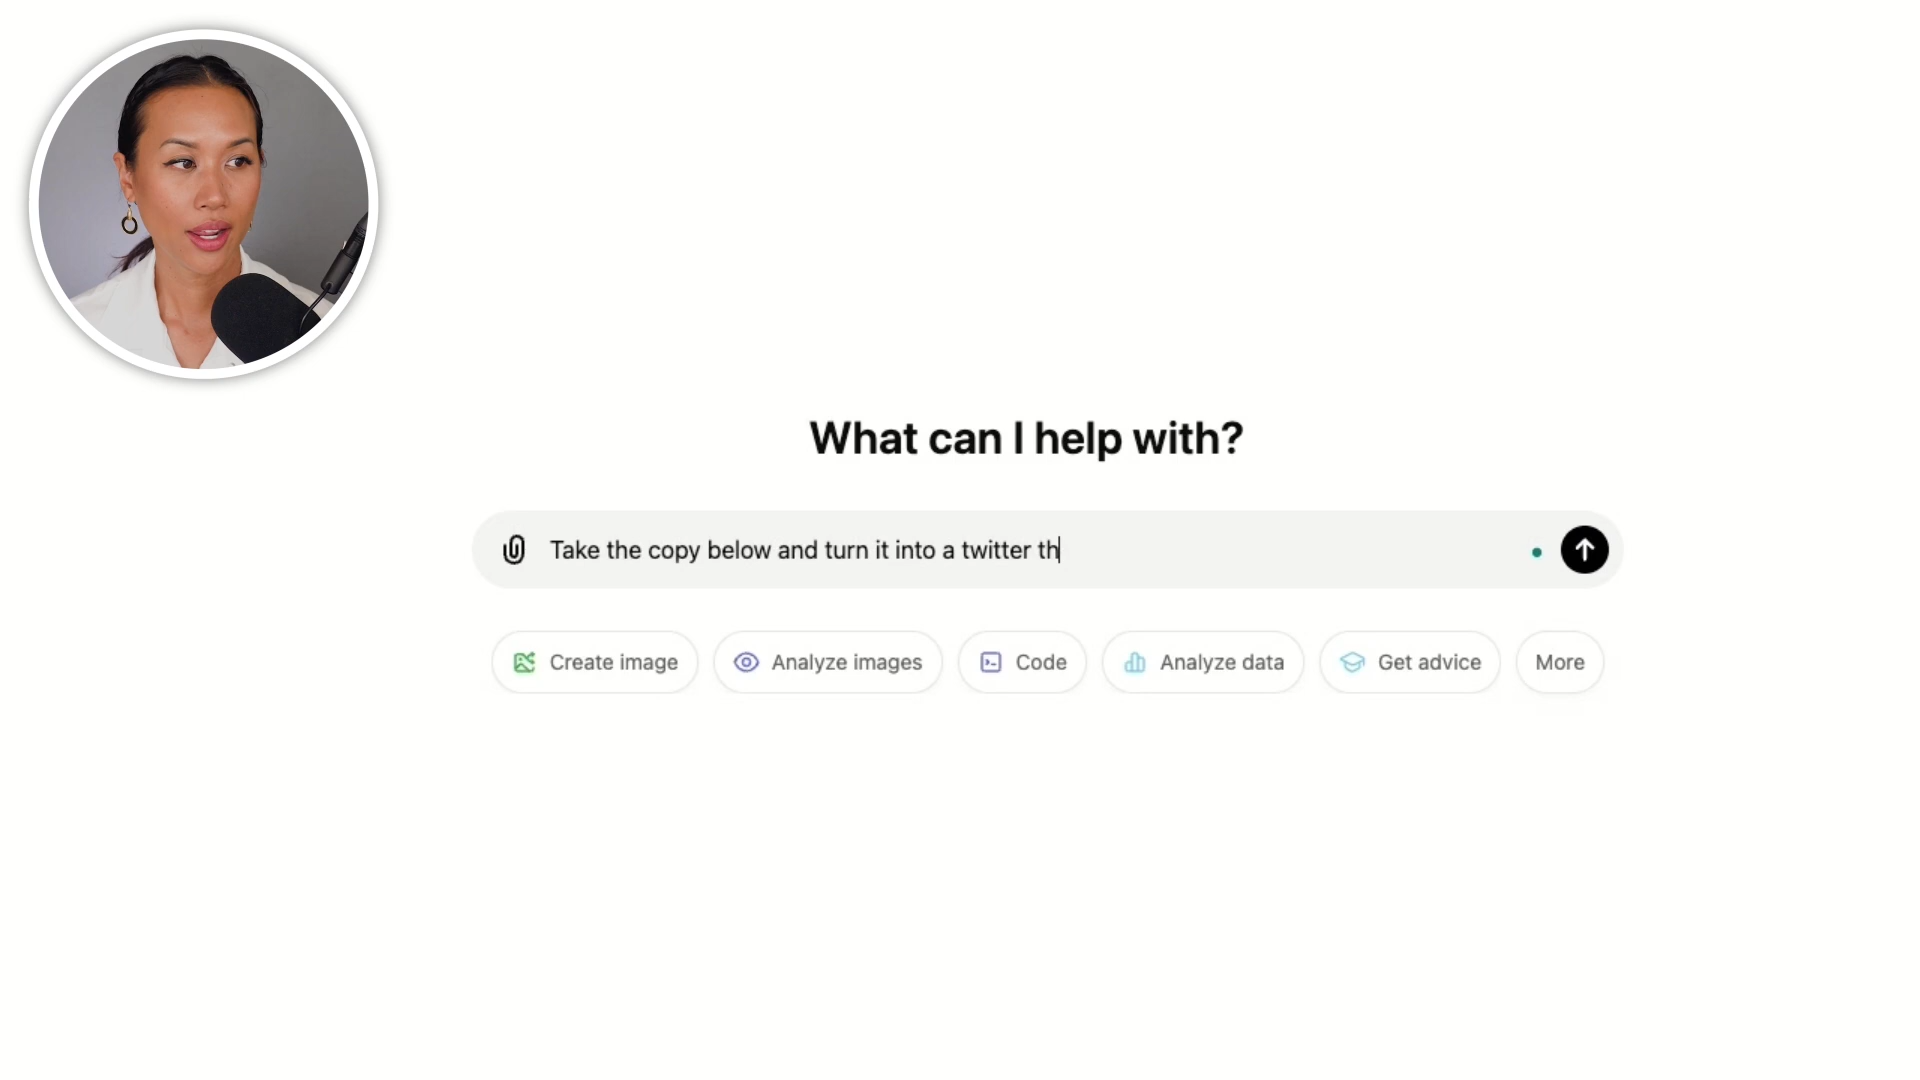 What can I help with?
Take the copy below and turn it into a twitter th
Create image
Analyze images
Code
Analyze data
Get advice
More